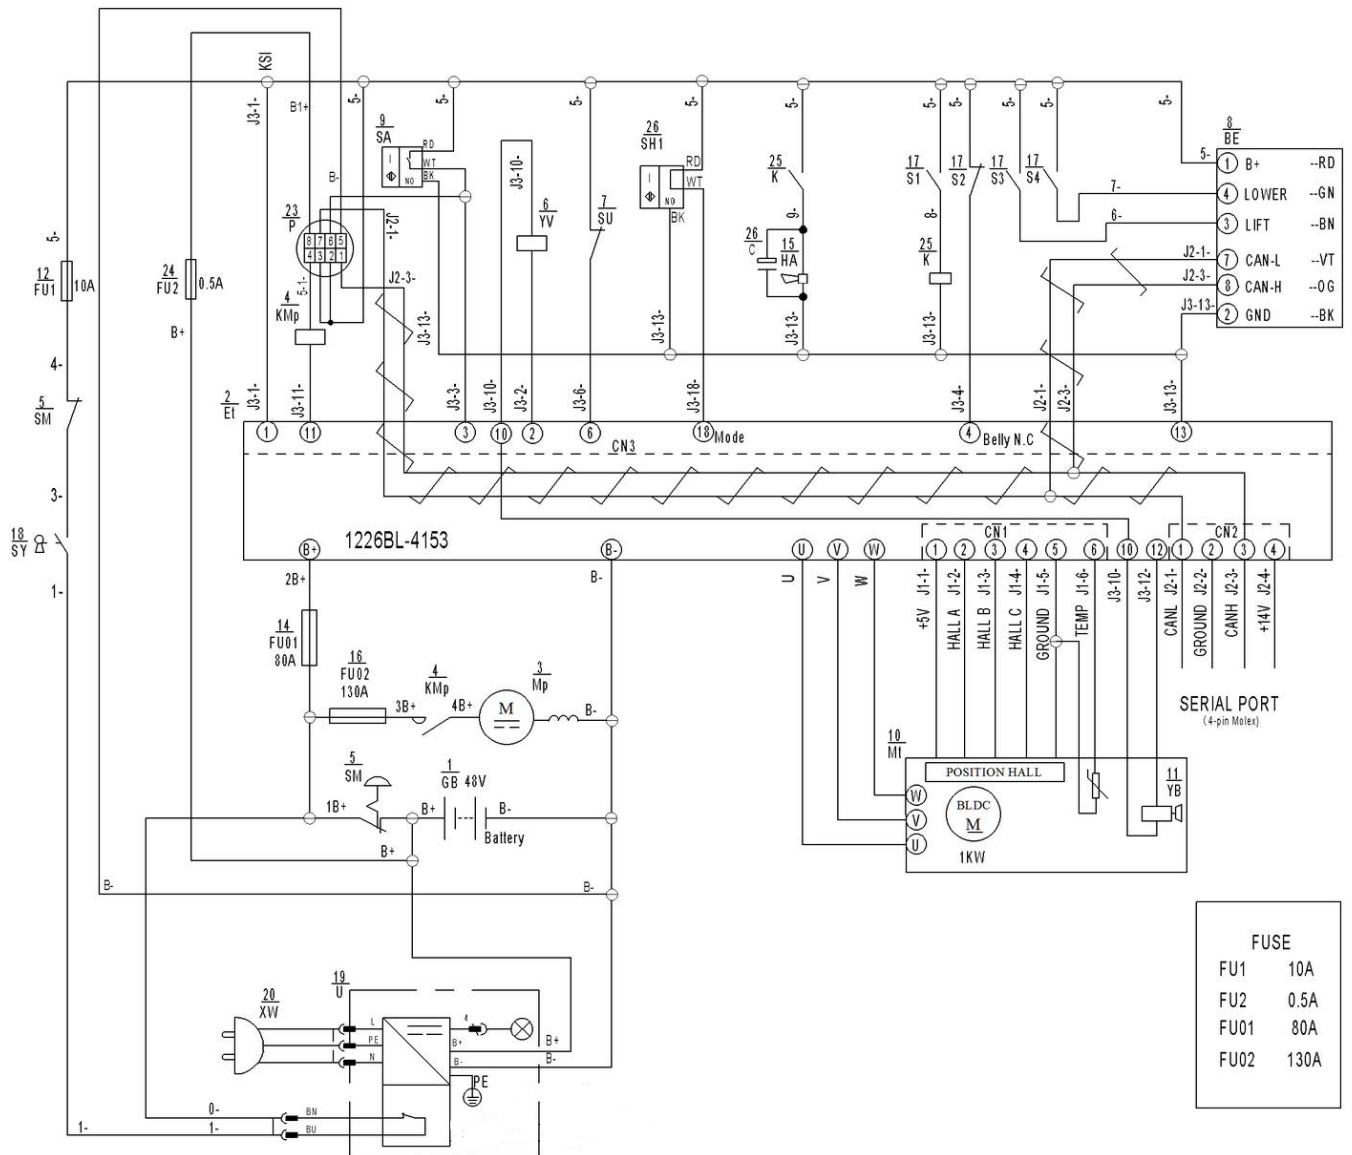 KSI
J3-1-
B1+
5-
5-
5-
5-
5-
5-
5-
5-
5-
5-
9
SA
RD
WT
BK
NO
J3-10-
26
SH1
RD
WT
BK
NO
25
K
17
S1
17
S2
17
S3
17
S4
8
BE
5-
1 B+ --RD
7-
4 LOWER --GN
6-
3 LIFT --BN
J2-1-
7 CAN-L --VT
J2-3-
8 CAN-H --OG
J3-13-
2 GND --BK
B-
23
P
8 7 6 5
4 3 2 1
J2-1-
J2-3-
6
YV
7
SU
9-
8-
26
C
15
HA
25
K
5-
12
FU1
10A
24
FU2
0.5A
B+
5-1-
4
KMp
J3-13-
J3-13-
J3-13-
J3-13-
4-
5
SM
2
Et
J3-1-
J3-11-
J3-3-
J3-10-
J3-2-
J3-6-
J3-18-
J3-4-
J2-1-
J2-3-
J3-13-
1
11
3
10
2
6
18
Mode
4
Belly N.C
13
CN3
3-
18
SY
1-
1226BL-4153
CN1
CN2
B+
B-
U
V
W
1
2
3
4
5
6
10
12
1
2
3
4
2B+
B-
U
V
W
+5V J1-1-
HALL A J1-2-
HALL B J1-3-
HALL C J1-4-
GROUND J1-5-
TEMP J1-6-
J3-10-
J3-12-
CANL J2-1-
GROUND J2-2-
CANH J2-3-
+14V J2-4-
14
FU01
80A
16
FU02
130A
3B+
4
KMp
4B+
3
Mp
M
B-
SERIAL PORT
(4-pin Molex)
10
Mt
POSITION HALL
BLDC
M
1KW
W
V
U
11
YB
5
SM
1B+
1
GB 48V
B+
B-
Battery
B+
B-
B-
FUSE
FU1 10A
FU2 0.5A
FU01 80A
FU02 130A
20
XW
19
U
L
PE
N
4
B+
B-
B+
B-
PE
0-
BN
1-
1-
BU